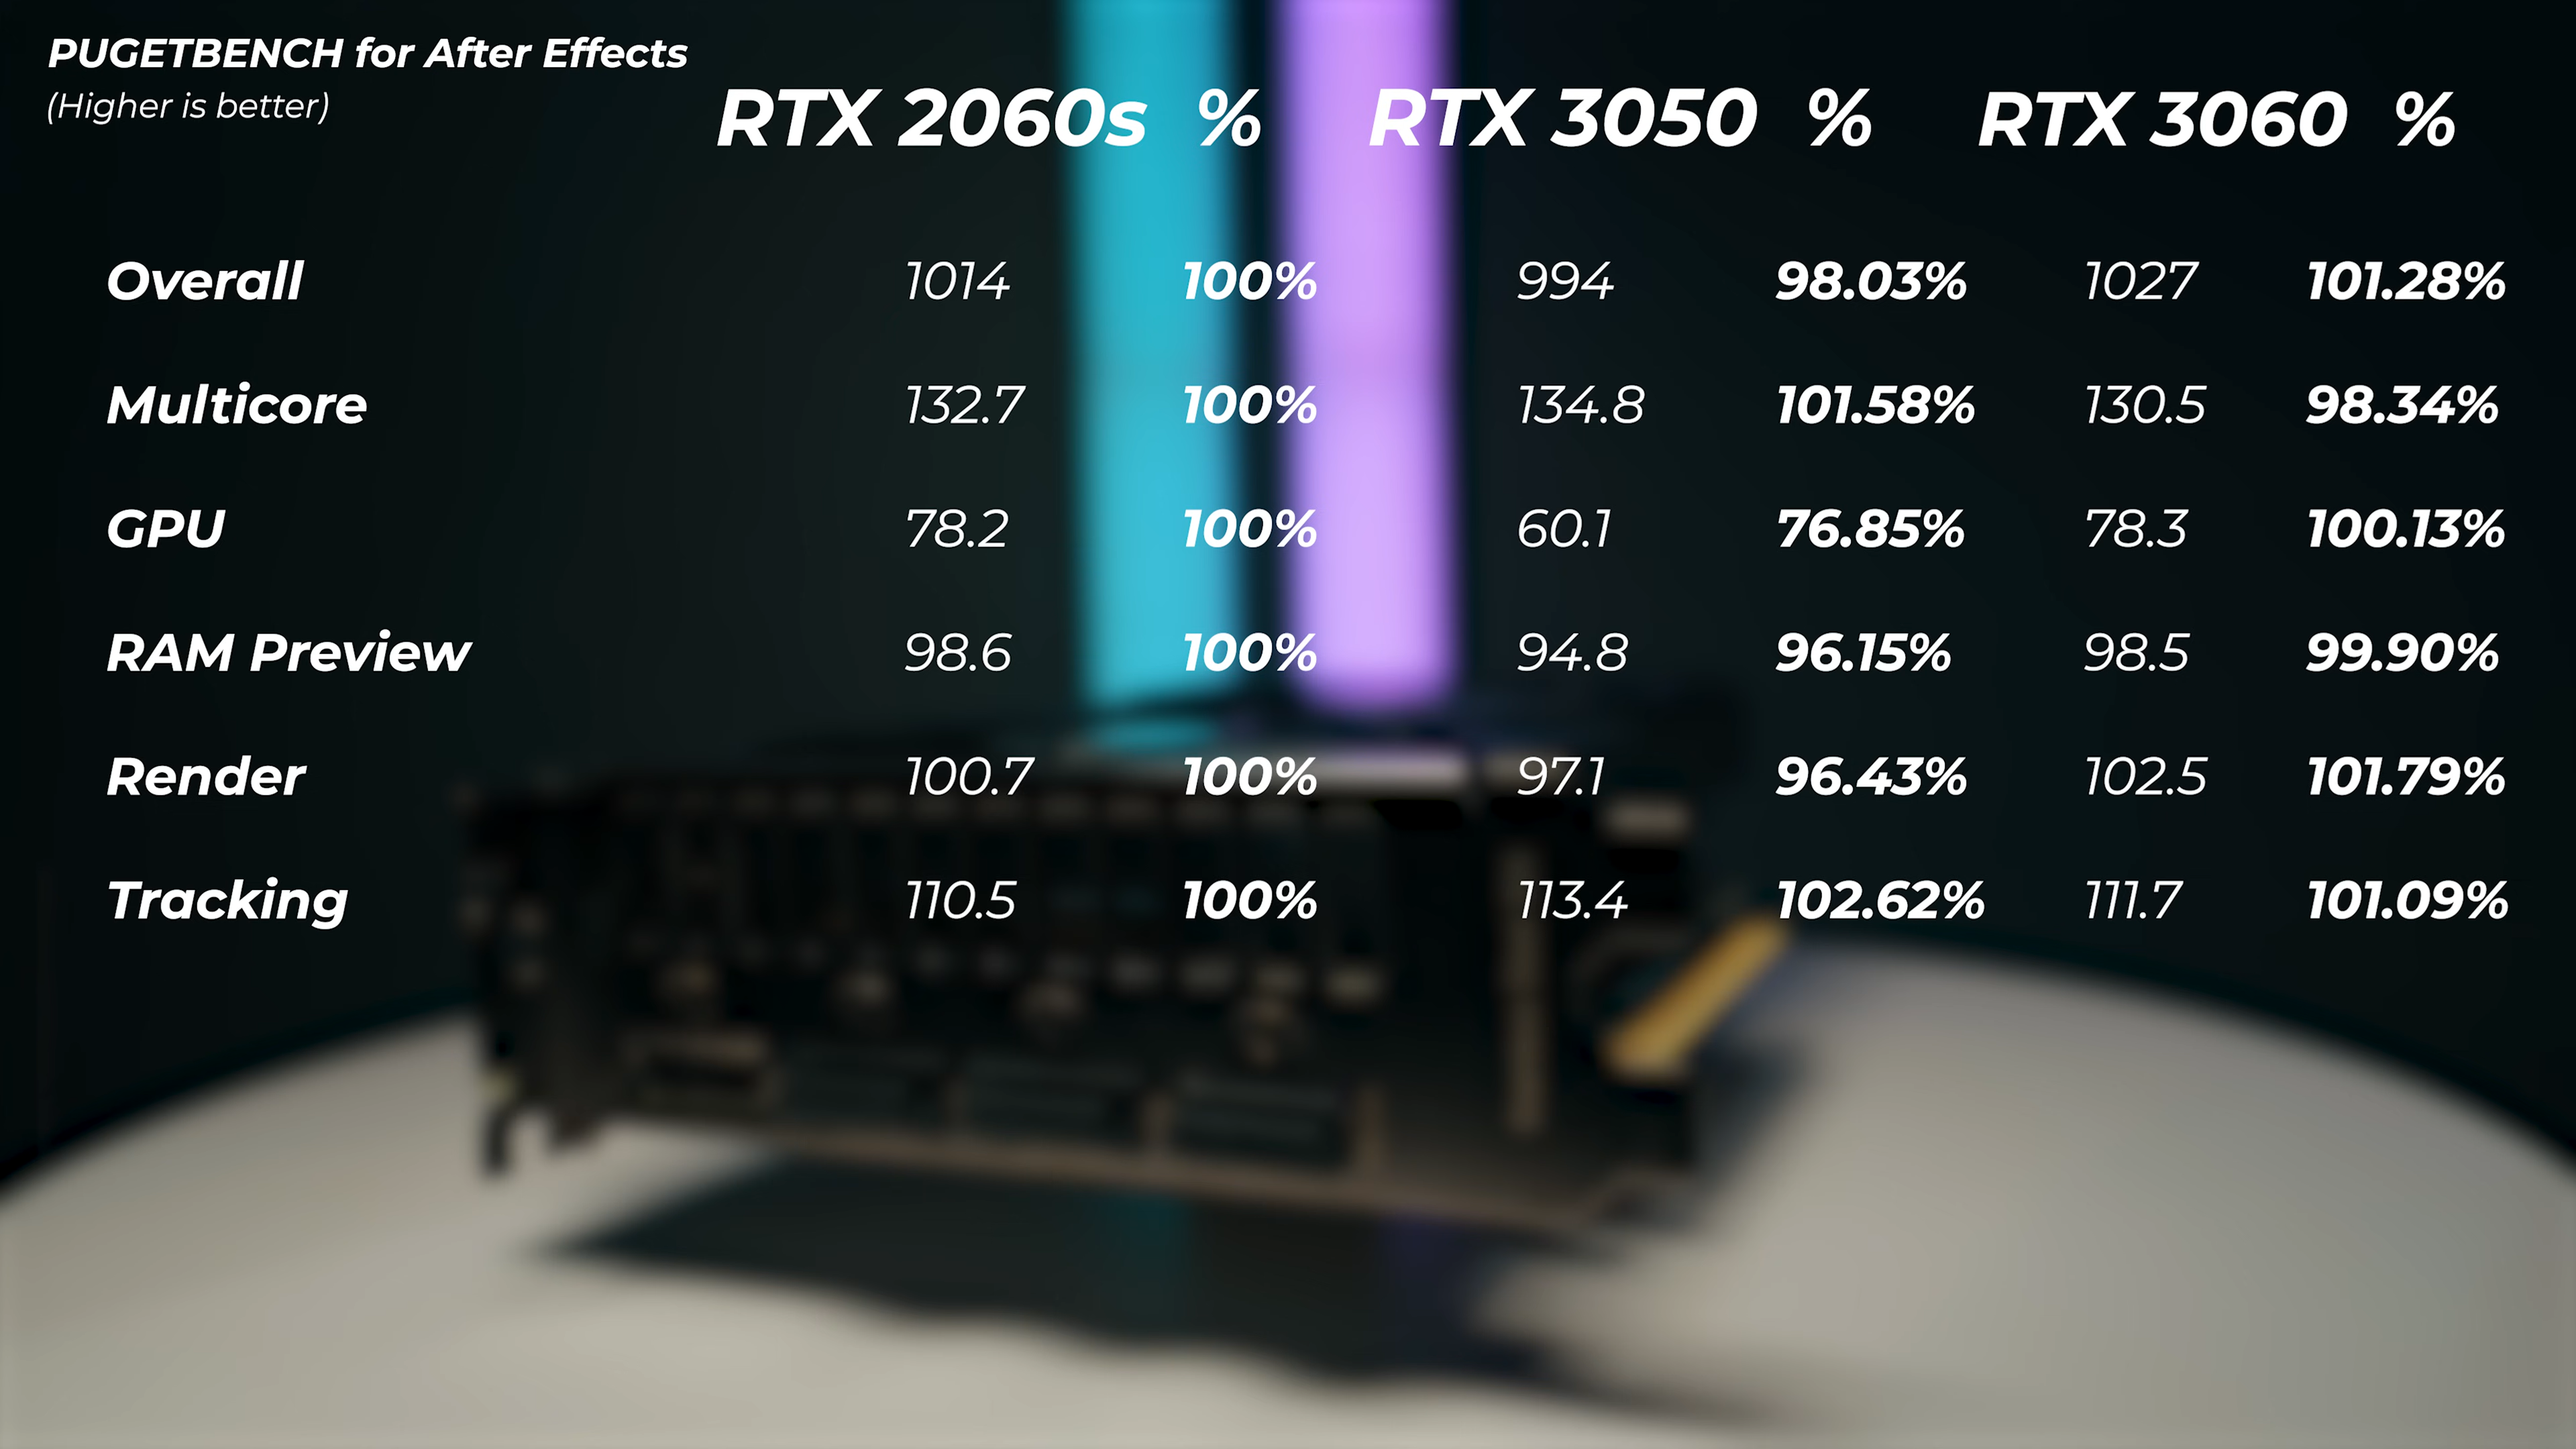 PUGETBENCH for After Effects
(Higher is better)
RTX 2060s % RTX 3050 % RTX 3060 %
Overall 1014 100% 994 98.03% 1027 101.28%
Multicore 132.7 100% 134.8 101.58% 130.5 98.34%
GPU 78.2 100% 60.1 76.85% 78.3 100.13%
RAM Preview 98.6 100% 94.8 96.15% 98.5 99.90%
Render 100.7 100% 97.1 96.43% 102.5 101.79%
Tracking 110.5 100% 113.4 102.62% 111.7 101.09%